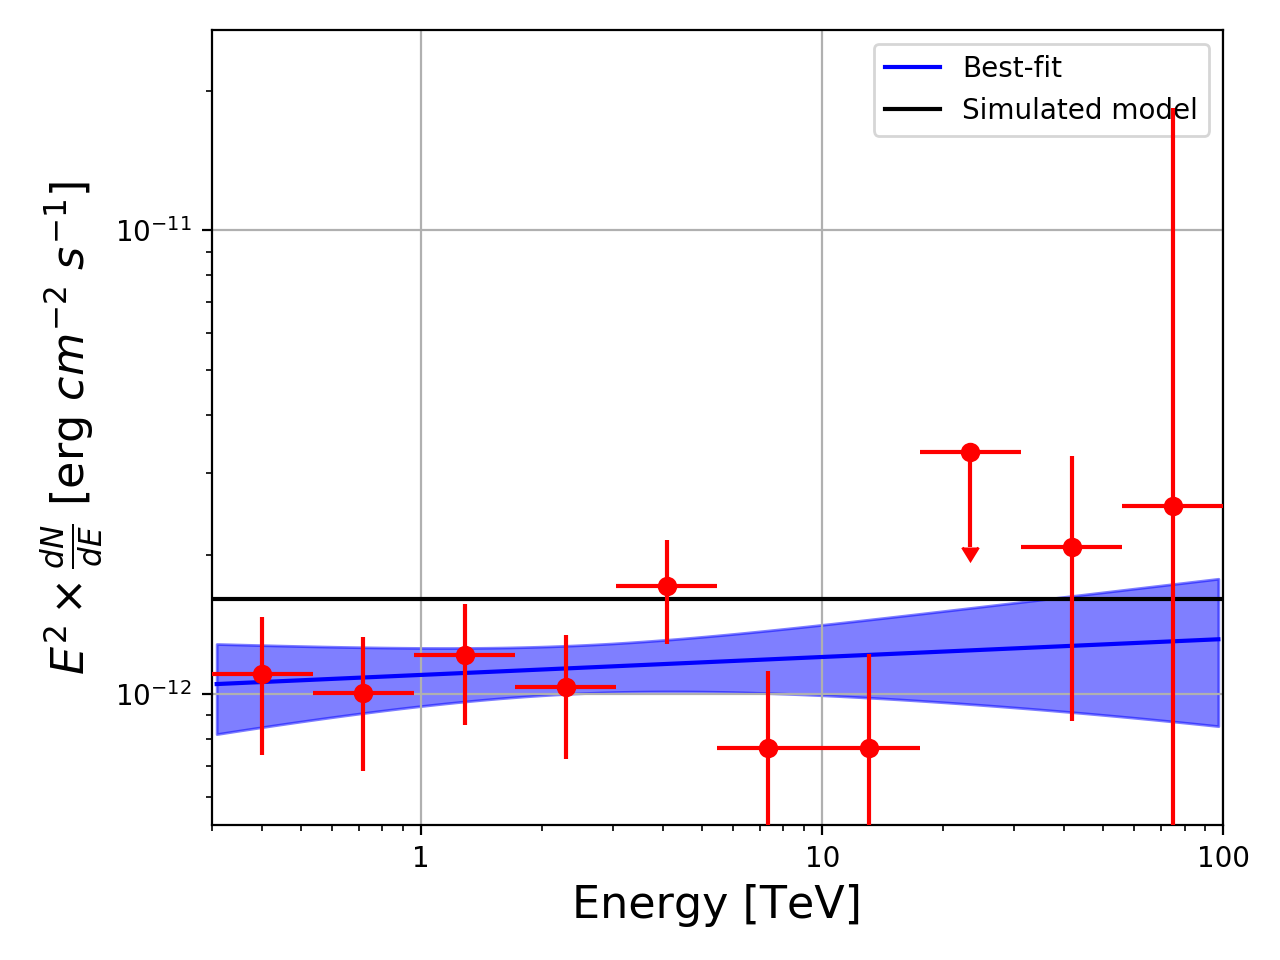 Best-fit
Simulated model
10⁻¹¹
10⁻¹²
E² × dN/dE [erg cm⁻² s⁻¹]
1
10
100
Energy [TeV]